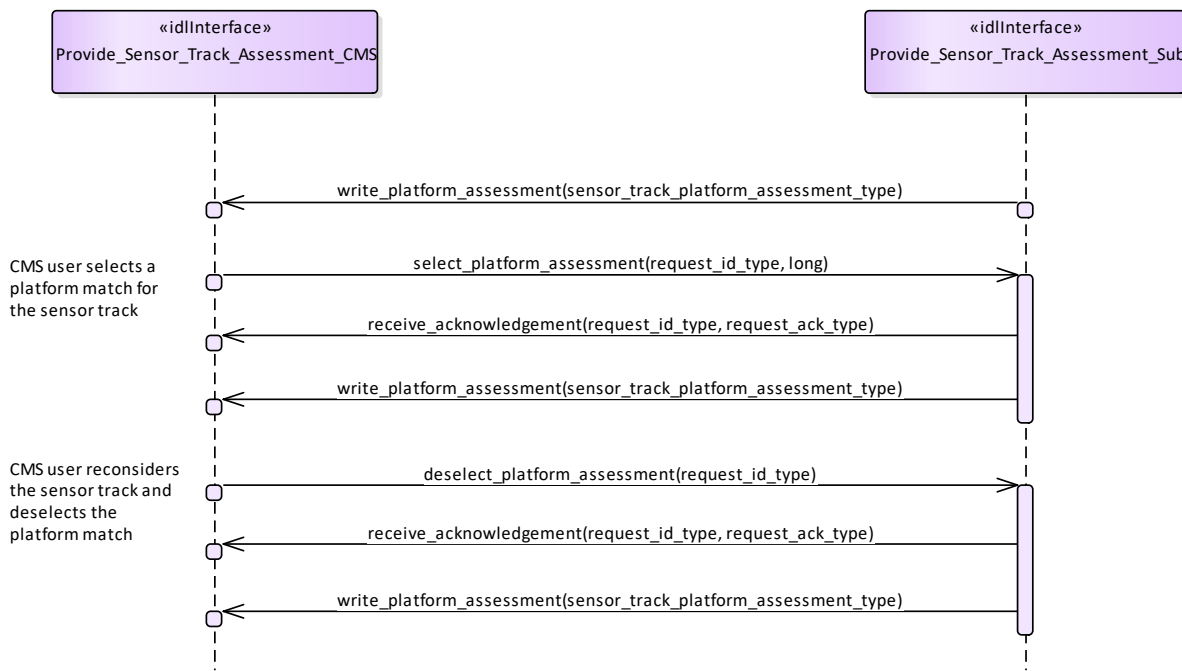 «idlInterface»
Provide_Sensor_Track_Assessment_CMS
«idlInterface»
Provide_Sensor_Track_Assessment_Sub
write_platform_assessment(sensor_track_platform_assessment_type)
CMS user selects a
platform match for
the sensor track
select_platform_assessment(request_id_type, long)
receive_acknowledgement(request_id_type, request_ack_type)
write_platform_assessment(sensor_track_platform_assessment_type)
CMS user reconsiders
the sensor track and
deselects the
platform match
deselect_platform_assessment(request_id_type)
receive_acknowledgement(request_id_type, request_ack_type)
write_platform_assessment(sensor_track_platform_assessment_type)